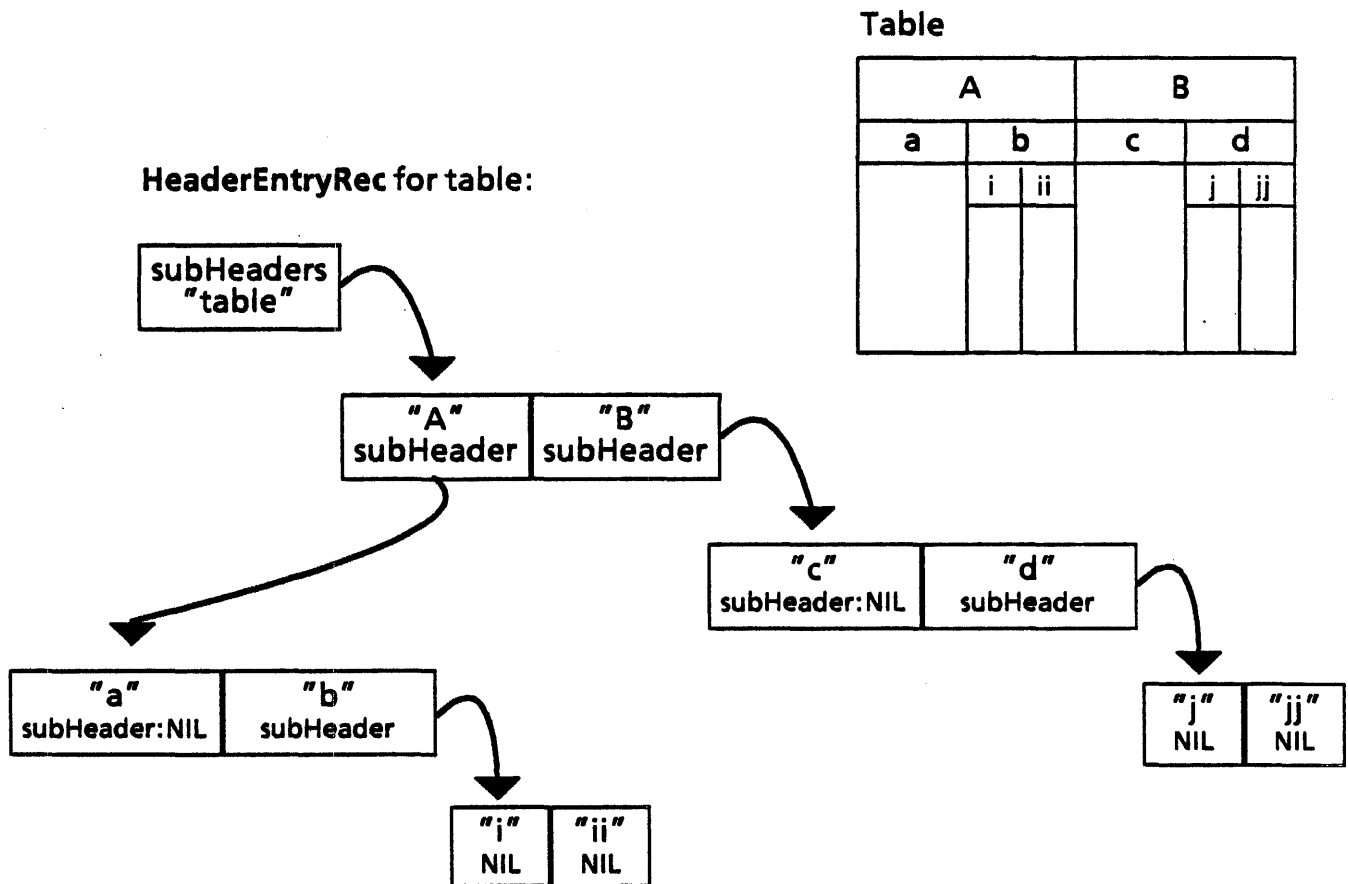 Table
A B
a b c d
i ii j jj
HeaderEntryRec for table:
subHeaders
"table"
"A" "B"
subHeader subHeader
"c" "d"
subHeader:NIL subHeader
"a" "b"
subHeader:NIL subHeader
"j" "jj"
NIL NIL
"i" "ii"
NIL NIL